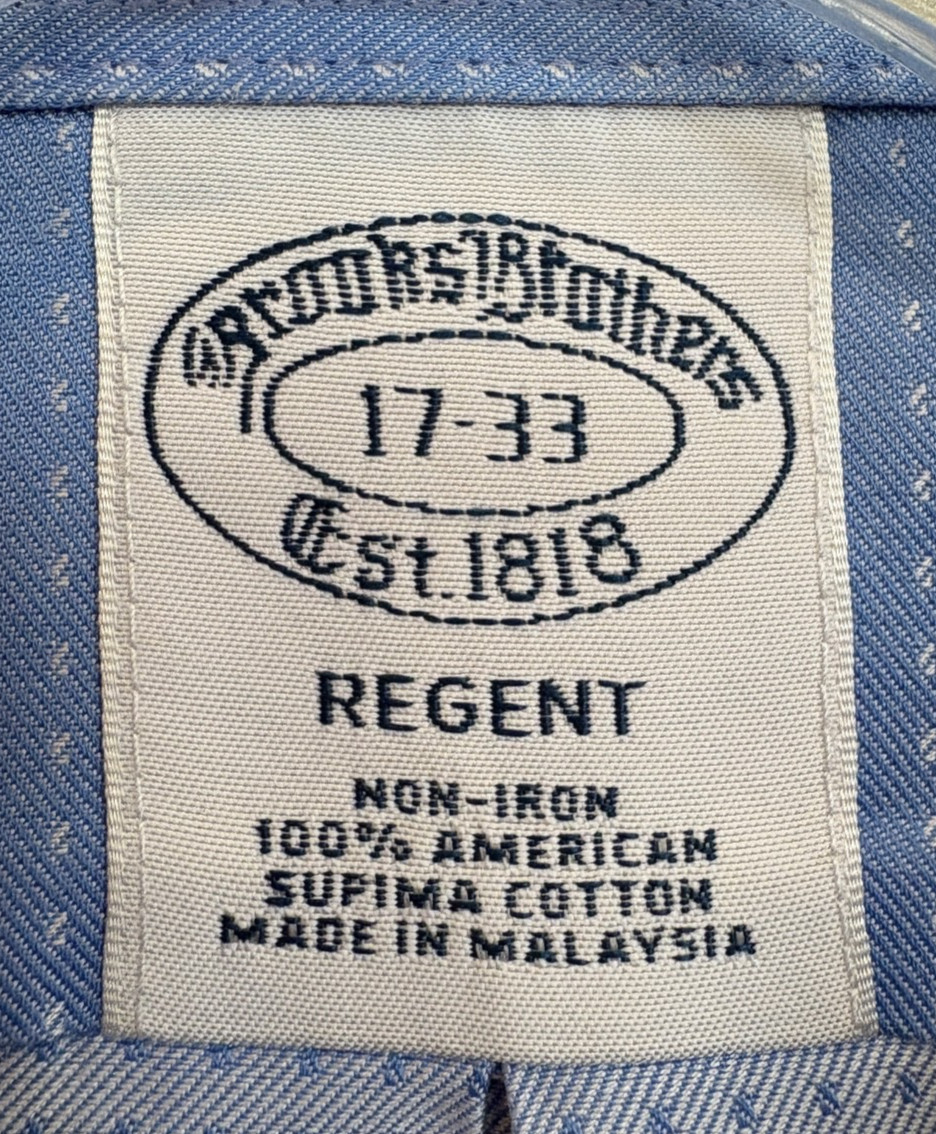 Brooks Brothers
17-33
Est. 1818
REGENT
NON-IRON
100% AMERICAN
SUPIMA COTTON
MADE IN MALAYSIA